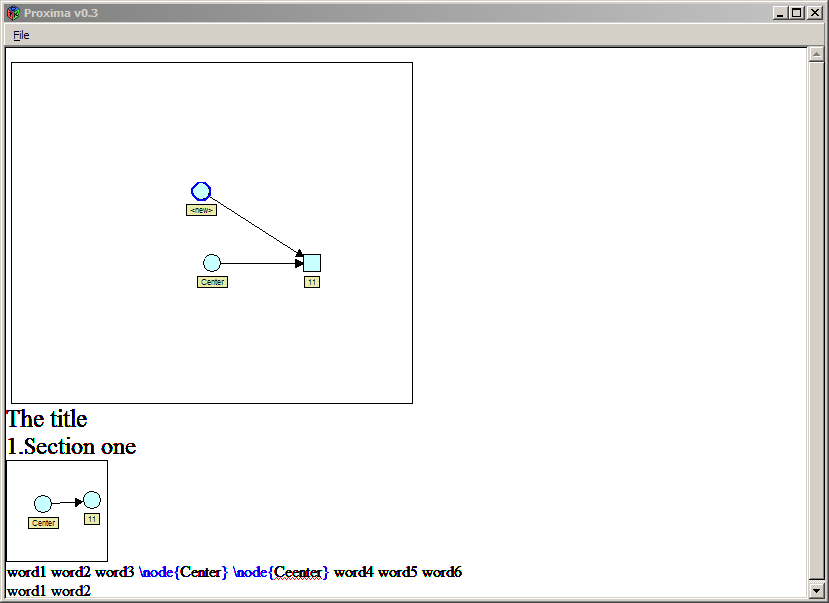 Proxima v0.3
File
<new>
Center
11
The title
1.Section one
Center
11
word1 word2 word3 \node{Center} \node{Ceenter} word4 word5 word6
word1 word2